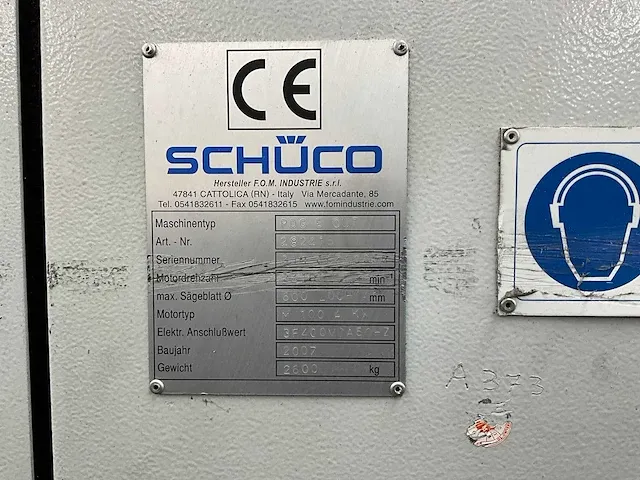 CE
SCHÜCO
Hersteller F.O.M. INDUSTRIE s.r.l.
47841 CATTOLICA (RN) - Italy Via Mercadante, 85
Tel. 0541832611 - Fax 0541832615 www.fomindustrie.com
Maschinentyp
Art. - Nr.
Seriennummer
Motordrehzahl min
max. Sägeblatt Ø mm
Motortyp
Elektr. Anschlußwert
Baujahr 2007
Gewicht 2600 kg
A 373